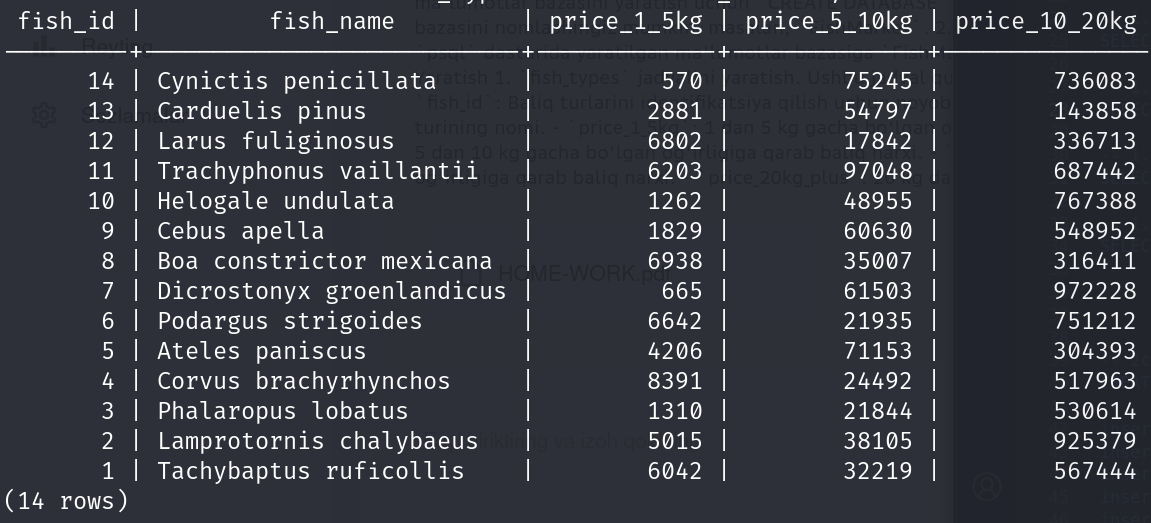 fish_id | fish_name | price_1_5kg | price_5_10kg | price_10_20kg
14 | Cynictis penicillata | 570 | 75245 | 736083
13 | Carduelis pinus | 2881 | 54797 | 143858
12 | Larus fuliginosus | 6802 | 17842 | 336713
11 | Trachyphonus vaillantii | 6203 | 97048 | 687442
10 | Helogale undulata | 1262 | 48955 | 767388
9 | Cebus apella | 1829 | 60630 | 548952
8 | Boa constrictor mexicana | 6938 | 35007 | 316411
7 | Dicrostonyx groenlandicus | 665 | 61503 | 972228
6 | Podargus strigoides | 6642 | 21935 | 751212
5 | Ateles paniscus | 4206 | 71153 | 304393
4 | Corvus brachyrhynchos | 8391 | 24492 | 517963
3 | Phalaropus lobatus | 1310 | 21844 | 530614
2 | Lamprotornis chalybaeus | 5015 | 38105 | 925379
1 | Tachybaptus ruficollis | 6042 | 32219 | 567444
(14 rows)
HOME-WORK.pdf